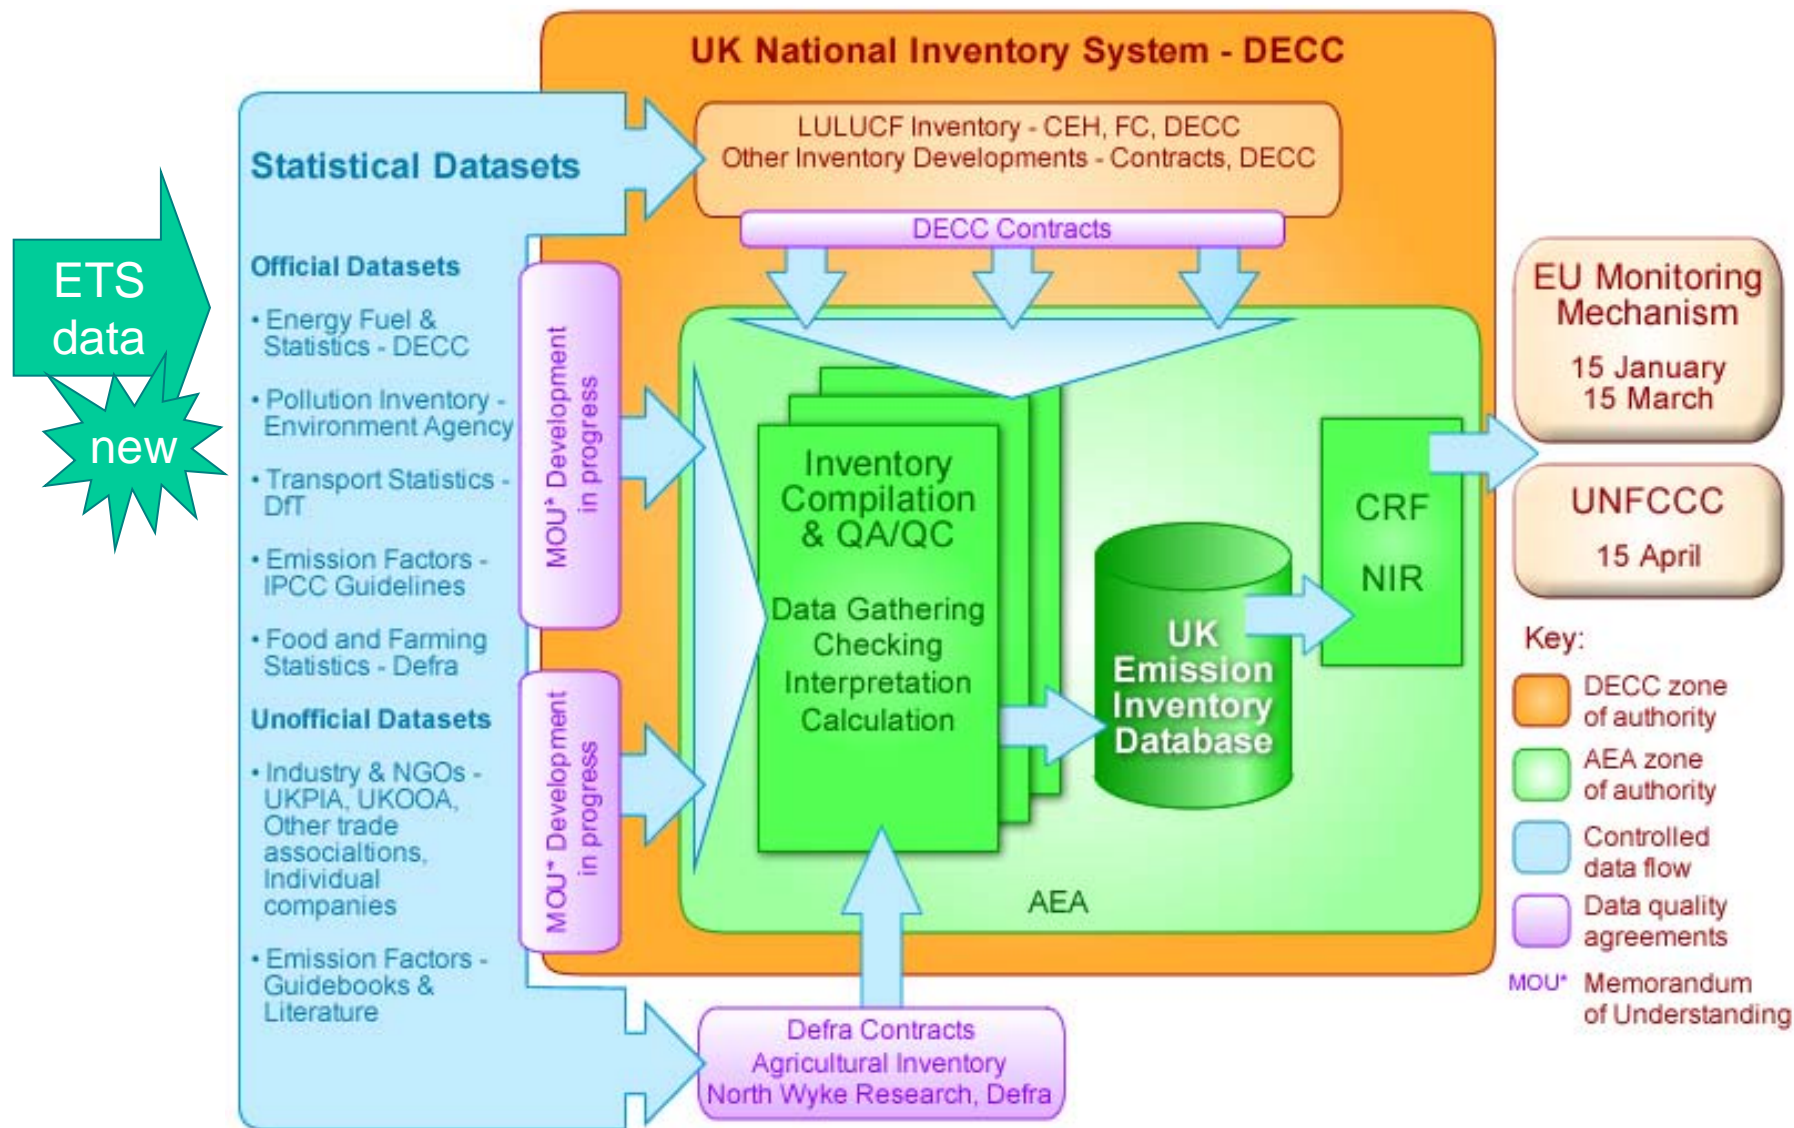 UK National Inventory System - DECC
LULUCF Inventory - CEH, FC, DECC
Other Inventory Developments - Contracts, DECC
DECC Contracts
ETS
data
new
Statistical Datasets
Official Datasets
• Energy Fuel &
Statistics - DECC
• Pollution Inventory -
Environment Agency
• Transport Statistics -
DfT
• Emission Factors -
IPCC Guidelines
• Food and Farming
Statistics - Defra
Unofficial Datasets
• Industry & NGOs -
UKPIA, UKOOA,
Other trade
associaltions,
Individual
companies
• Emission Factors -
Guidebooks &
Literature
MOU* Development
in progress
MOU* Development
in progress
Inventory
Compilation
& QA/QC
Data Gathering
Checking
Interpretation
Calculation
UK
Emission
Inventory
Database
CRF
NIR
AEA
Defra Contracts
Agricultural Inventory
North Wyke Research, Defra
EU Monitoring
Mechanism
15 January
15 March
UNFCCC
15 April
Key:
DECC zone
of authority
AEA zone
of authority
Controlled
data flow
Data quality
agreements
MOU* Memorandum
of Understanding